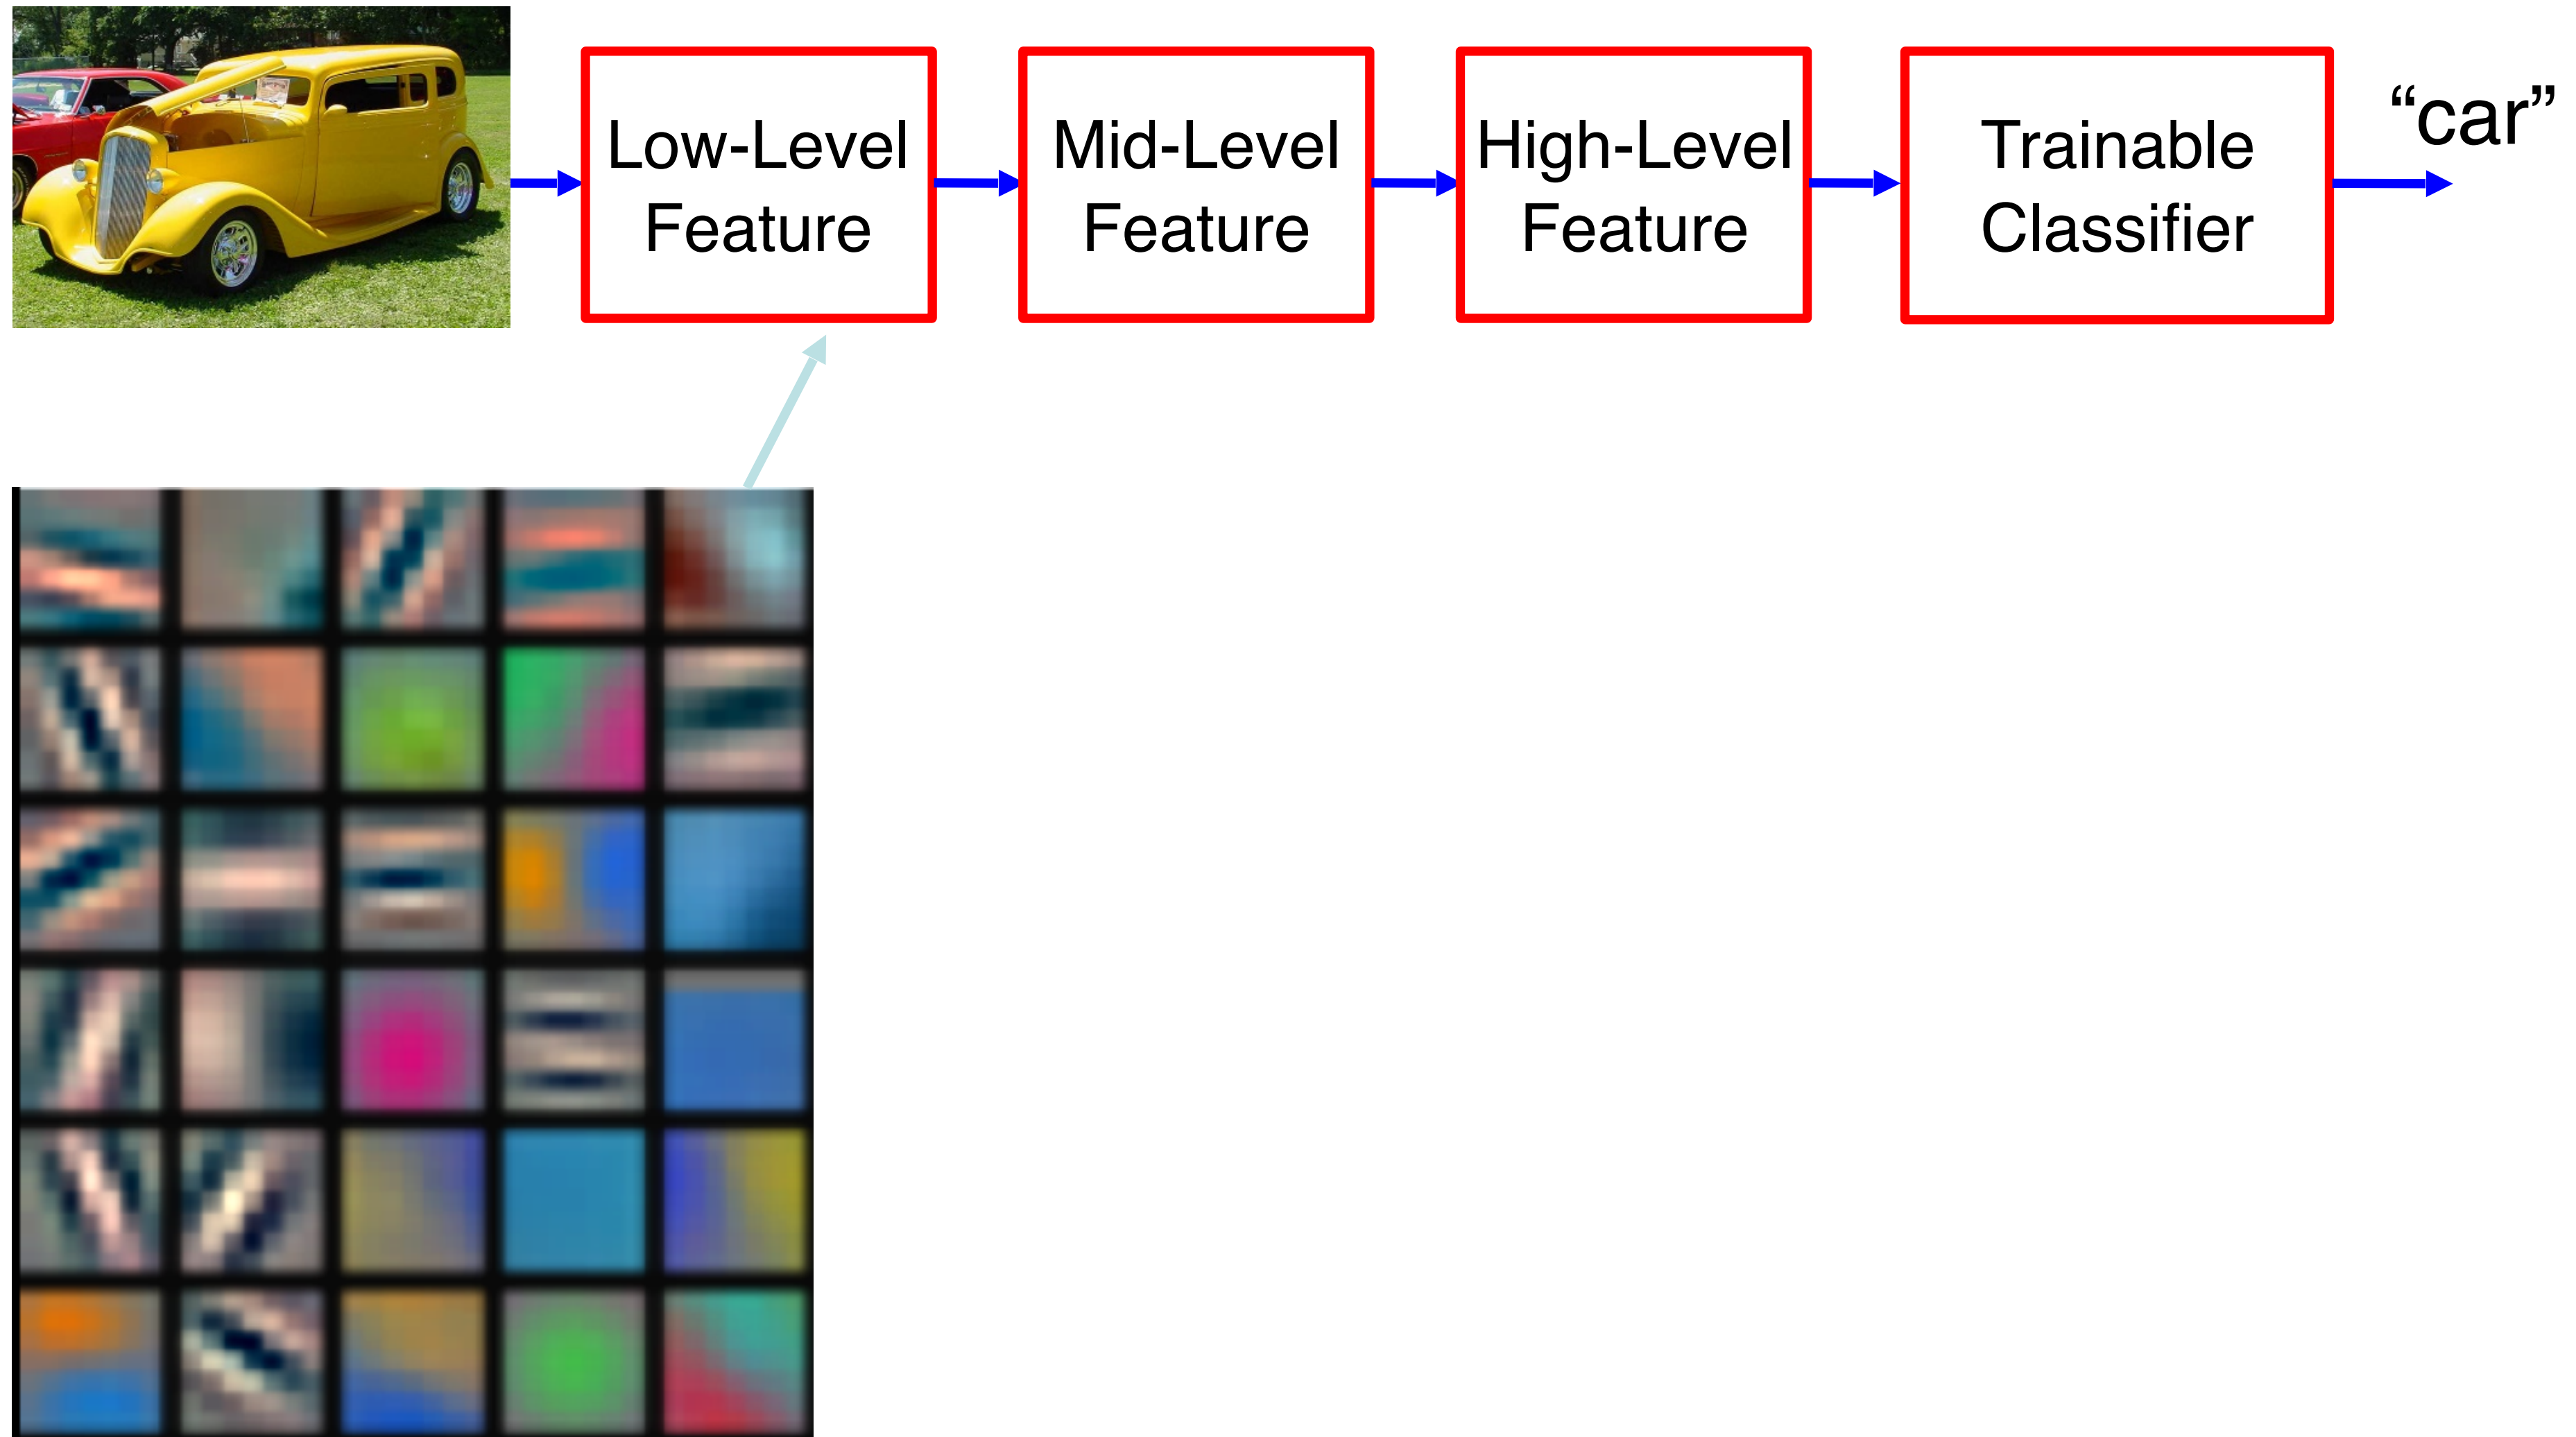 Low-Level
Feature
Mid-Level
Feature
High-Level
Feature
Trainable
Classifier
“car”